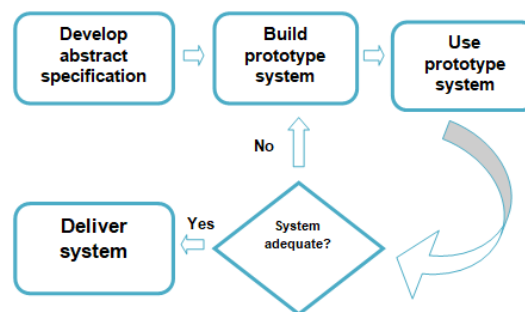 Develop
abstract
specification
Build
prototype
system
Use
prototype
system
No
Deliver
system
Yes
System
adequate?